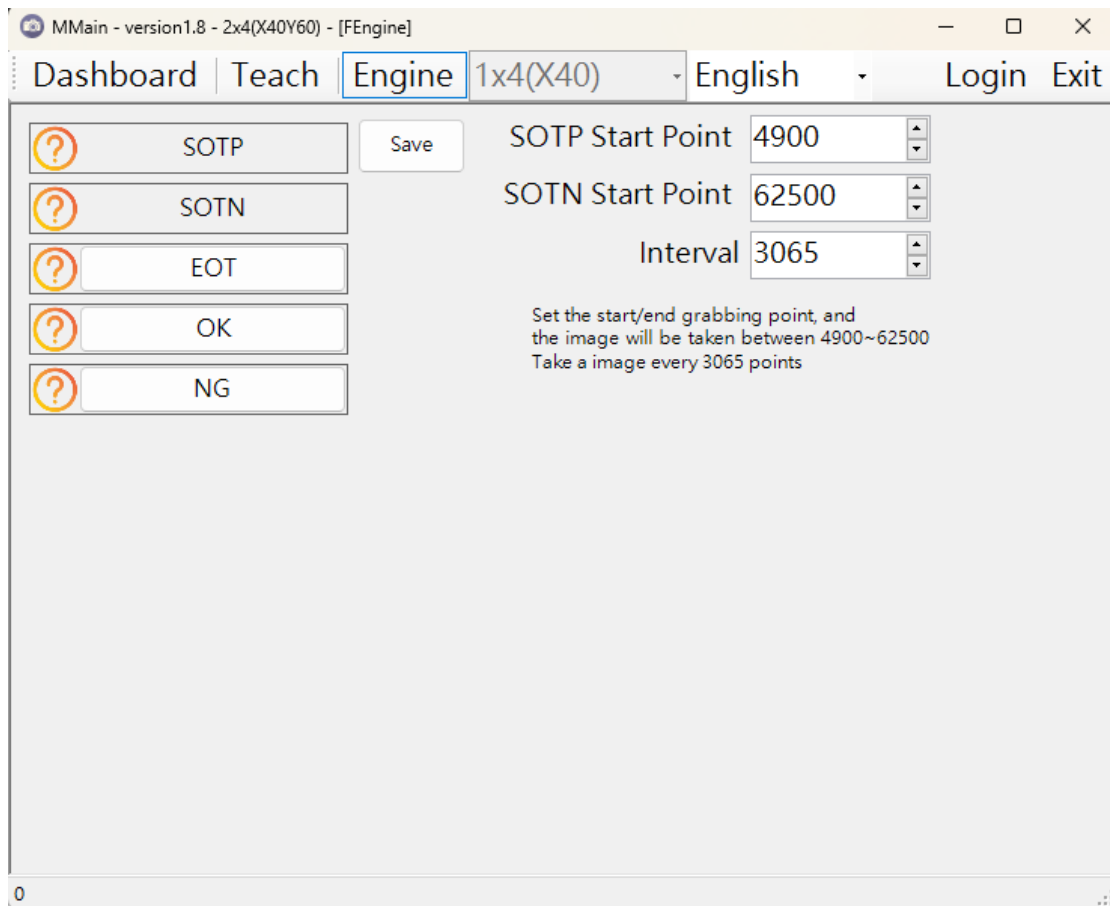 MMain - version1.8 - 2x4(X40Y60) - [FEngine]
Dashboard Teach Engine 1x4(X40) English Login Exit
SOTP
SOTN
EOT
OK
NG
Save
SOTP Start Point 4900
SOTN Start Point 62500
Interval 3065
Set the start/end grabbing point, and
the image will be taken between 4900~62500
Take a image every 3065 points
0